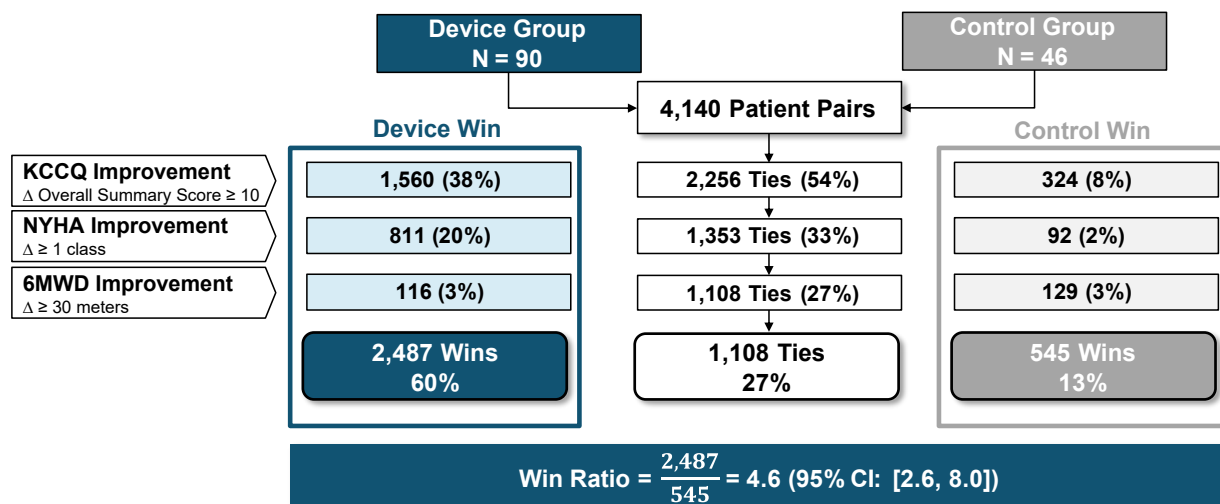 Device Group
N = 90
Control Group
N = 46
4,140 Patient Pairs
Device Win
Control Win
KCCQ Improvement
Δ Overall Summary Score ≥ 10
1,560 (38%)
2,256 Ties (54%)
324 (8%)
NYHA Improvement
Δ ≥ 1 class
811 (20%)
1,353 Ties (33%)
92 (2%)
6MWD Improvement
Δ ≥ 30 meters
116 (3%)
1,108 Ties (27%)
129 (3%)
2,487 Wins
60%
1,108 Ties
27%
545 Wins
13%
Win Ratio = 2,487/545 = 4.6 (95% CI: [2.6, 8.0])